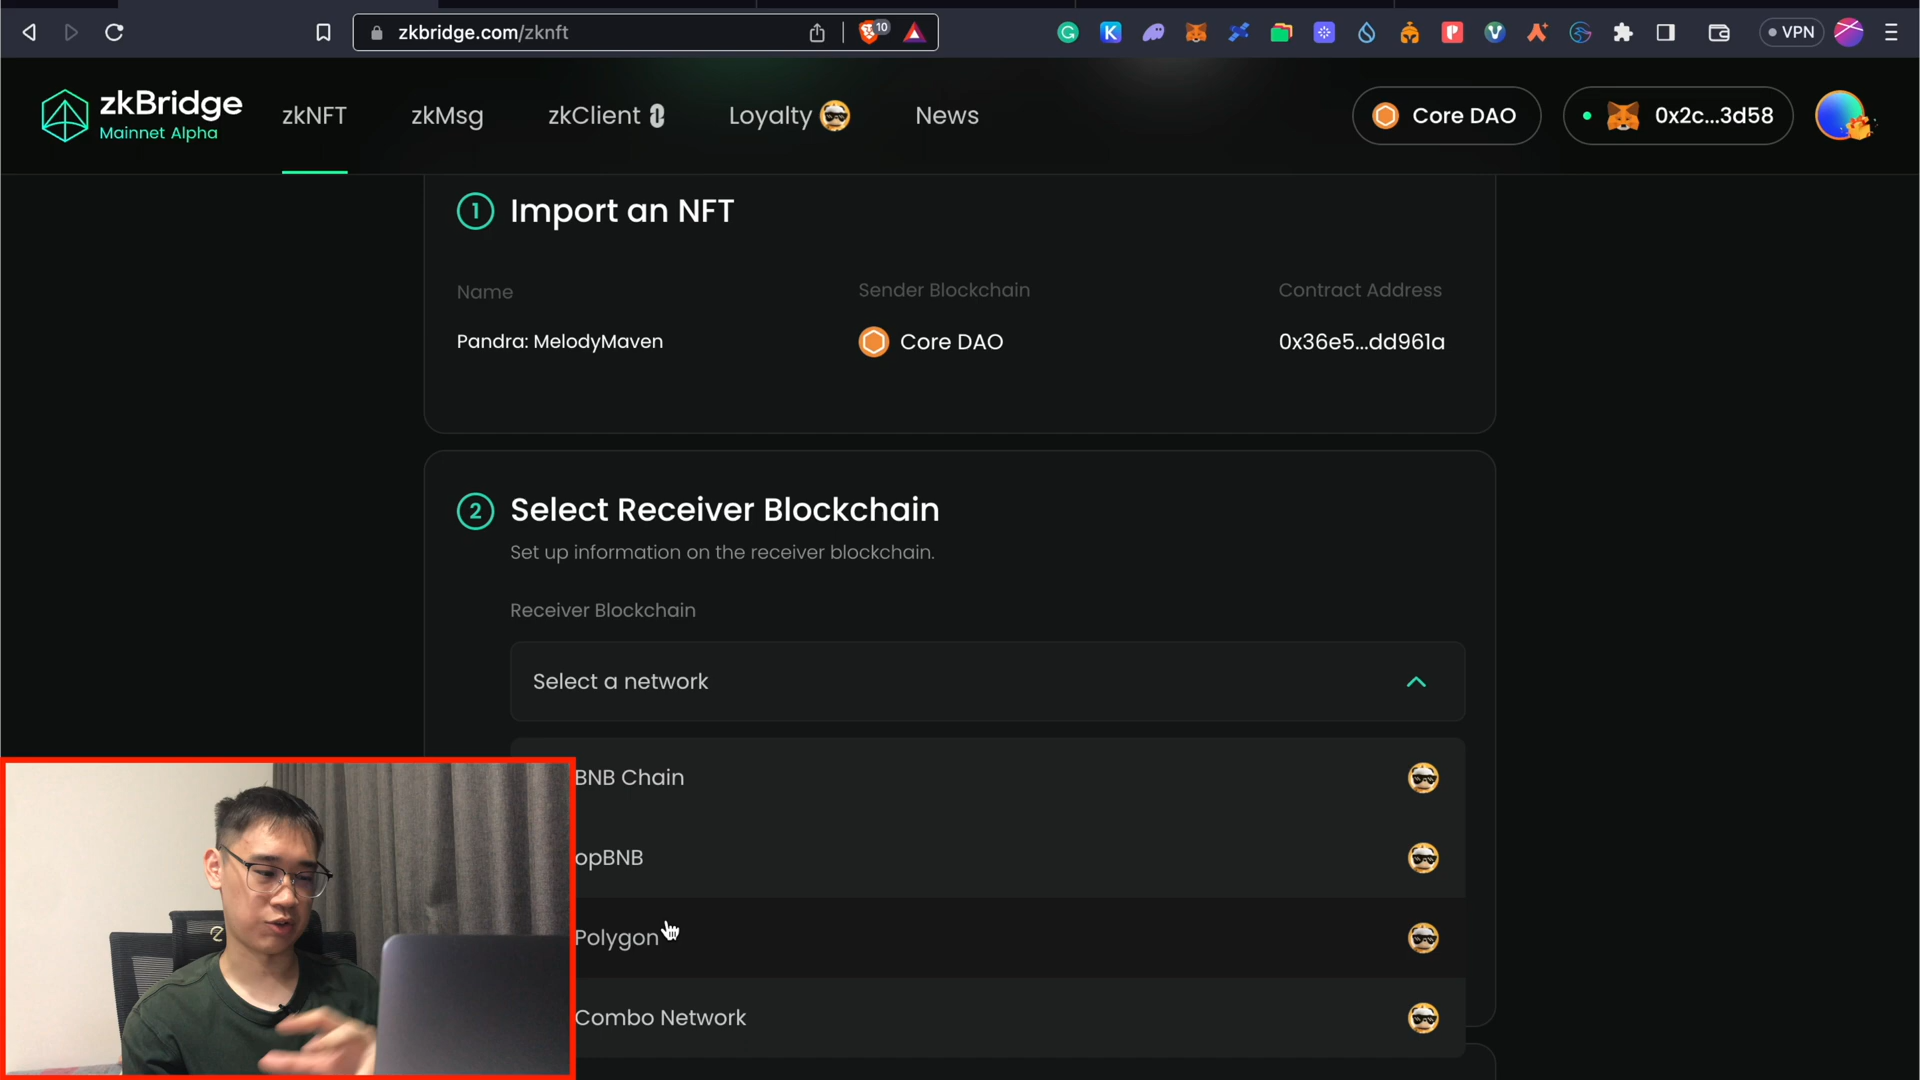 zkbridge.com/zknft
10
VPN
zkBridge
Mainnet Alpha
zkNFT
zkMsg
zkClient
Loyalty
News
Core DAO
0x2c...3d58
1 Import an NFT
Name
Sender Blockchain
Contract Address
Pandra: MelodyMaven
Core DAO
0x36e5...dd961a
2 Select Receiver Blockchain
Set up information on the receiver blockchain.
Receiver Blockchain
Select a network
BNB Chain
opBNB
Polygon
Combo Network